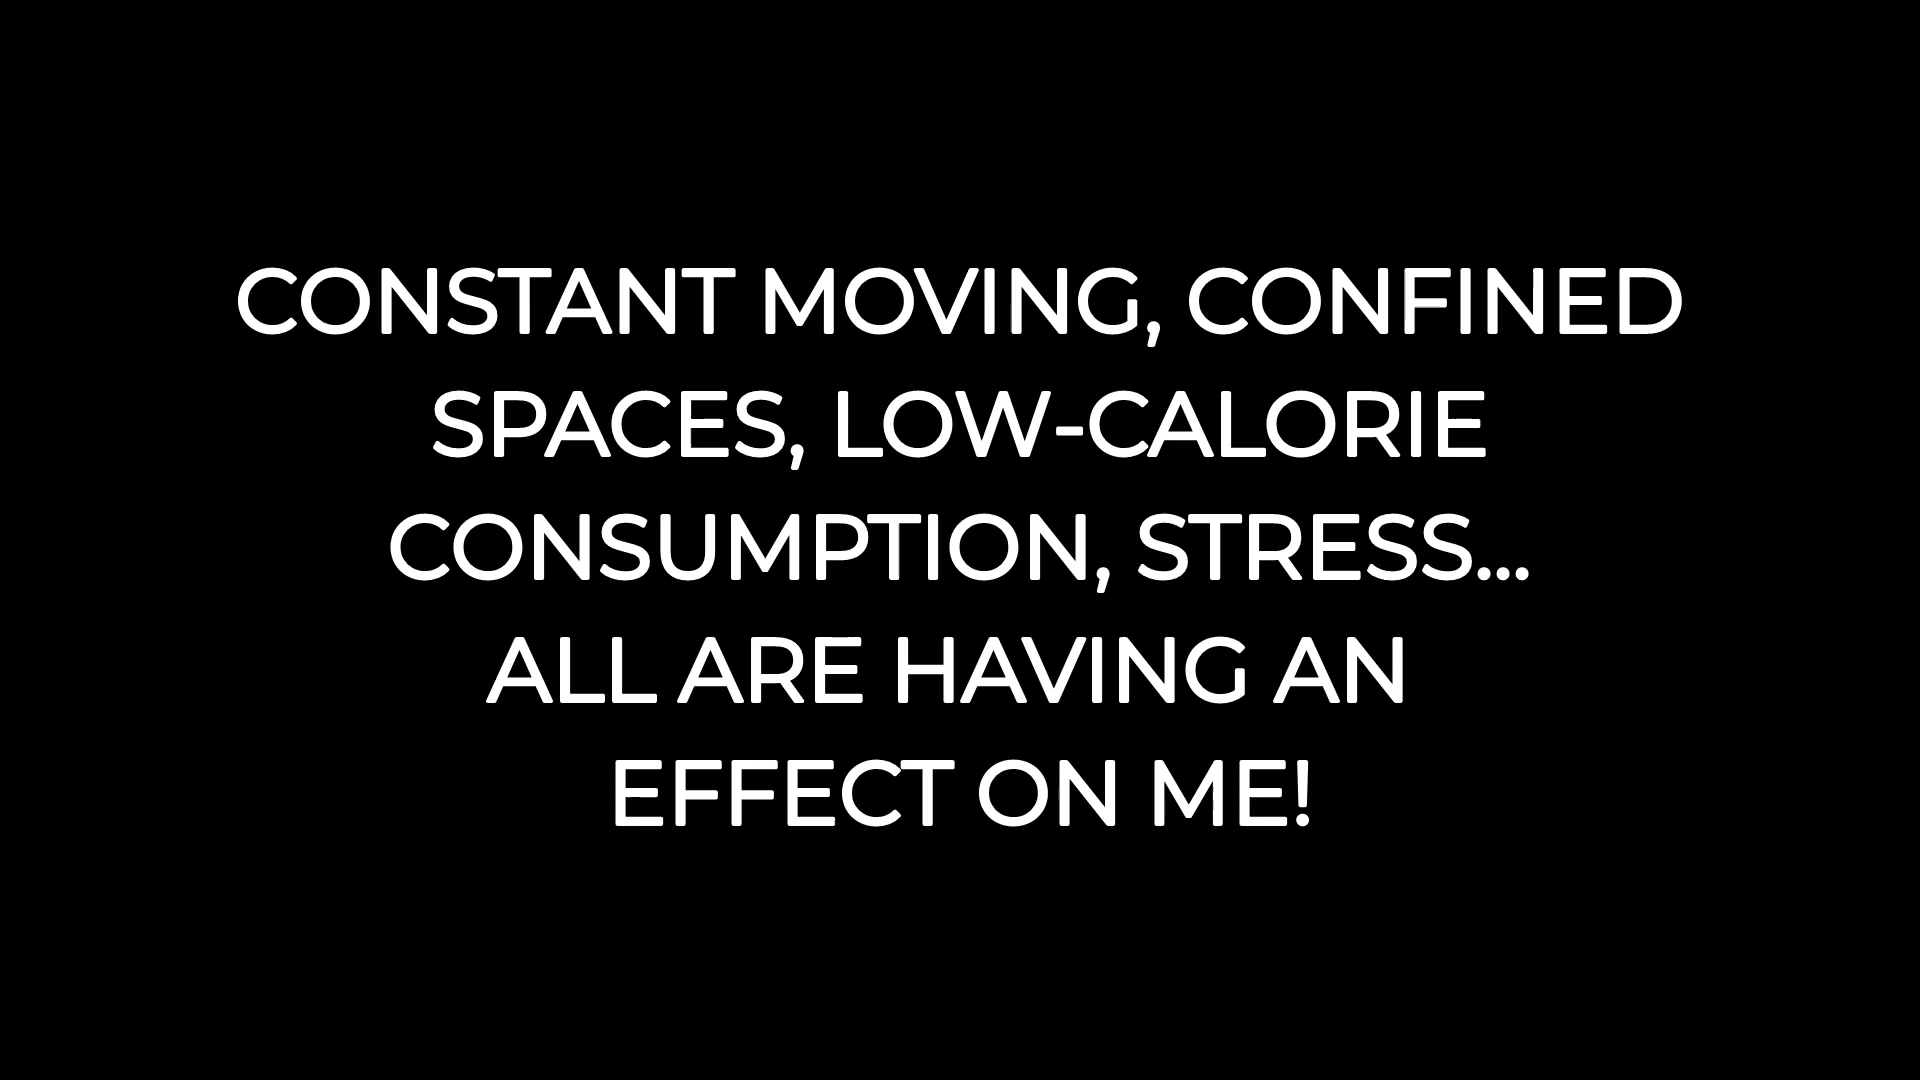 CONSTANT MOVING, CONFINED
SPACES, LOW-CALORIE
CONSUMPTION, STRESS...
ALL ARE HAVING AN
EFFECT ON ME!